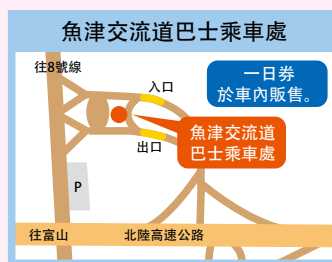 魚津交流道巴士乘車處
往8號線
入口
一日券
於車內販售。
魚津交流道
巴士乘車處
出口
P
往富山
北陸高速公路